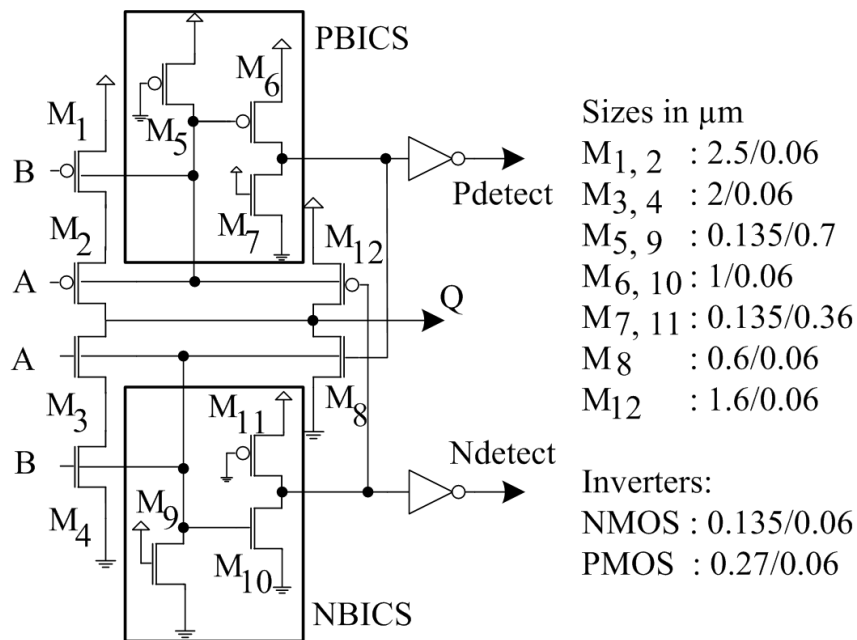 PBICS
M6
M5
M7
M1
B
M2
A
M12
Pdetect
Q
A
M3
B
M4
M8
M11
M9
M10
NBICS
Ndetect
Sizes in µm
M1, 2 : 2.5/0.06
M3, 4 : 2/0.06
M5, 9 : 0.135/0.7
M6, 10 : 1/0.06
M7, 11 : 0.135/0.36
M8 : 0.6/0.06
M12 : 1.6/0.06
Inverters:
NMOS : 0.135/0.06
PMOS : 0.27/0.06